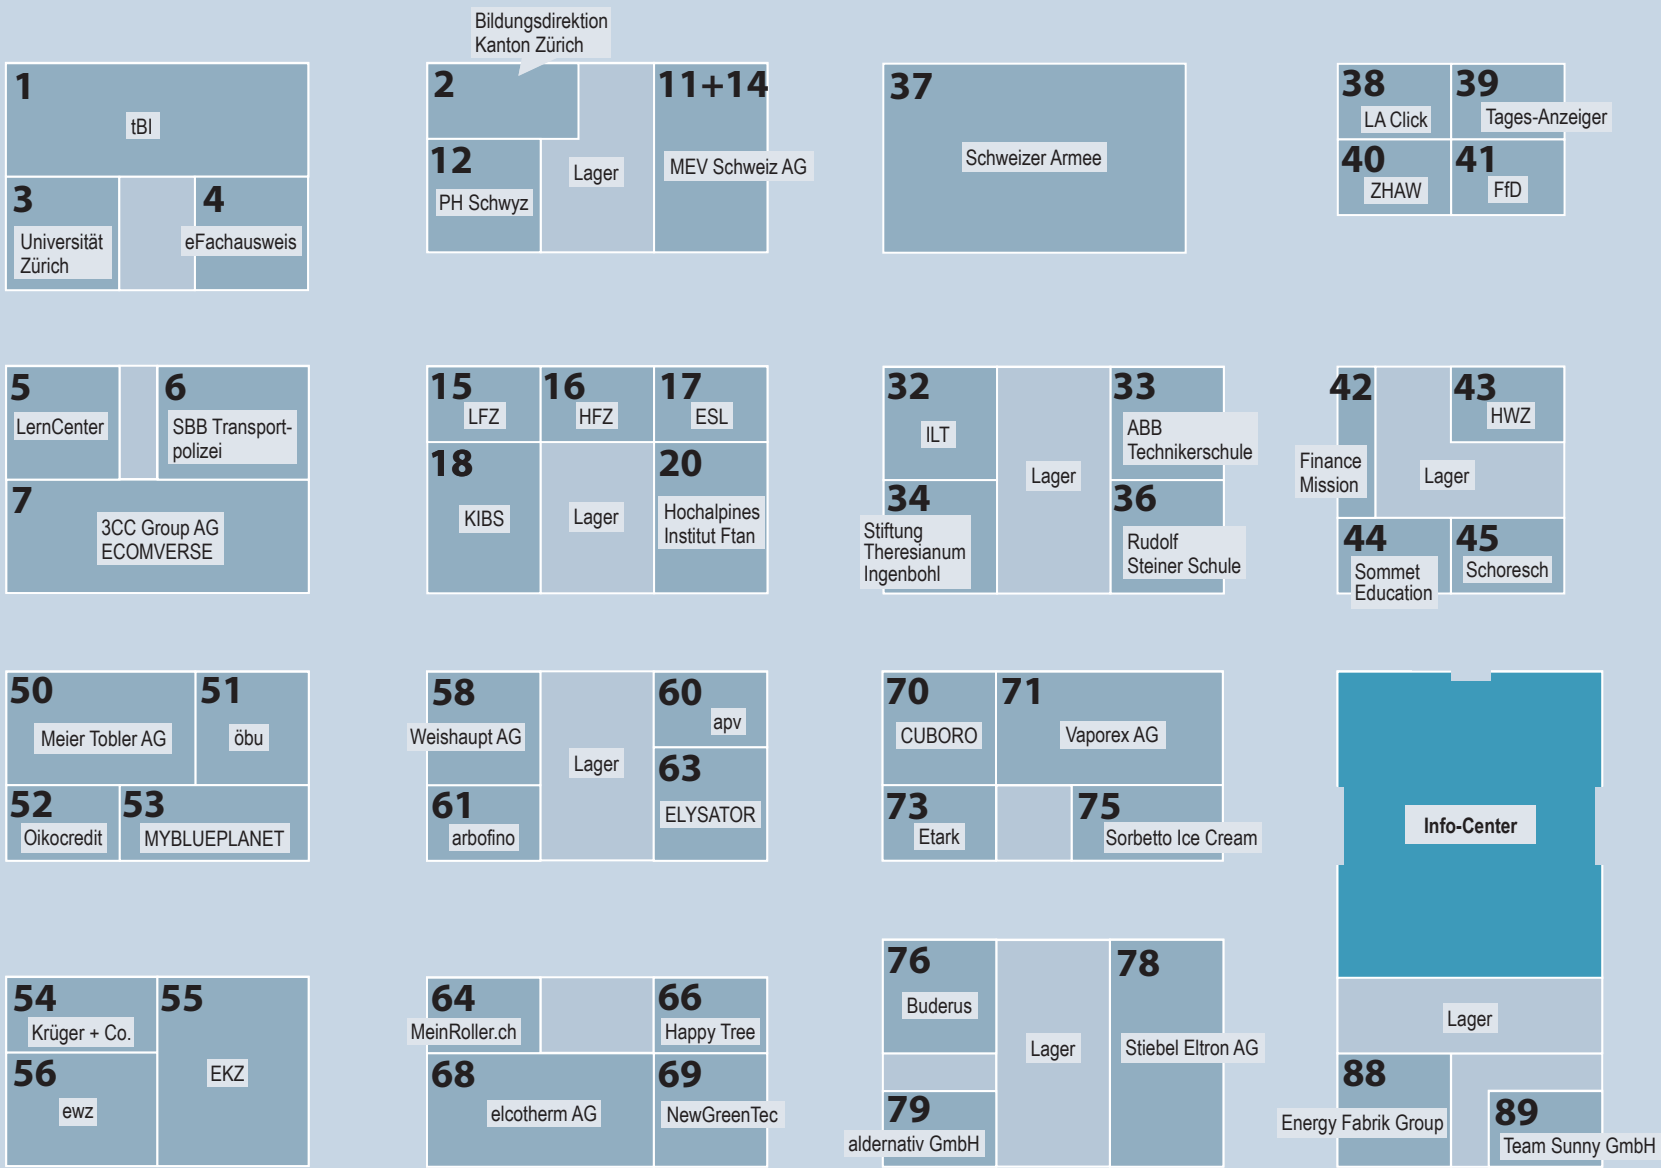 Bildungsdirektion
Kanton Zürich
1
tBI
3
Universität
Zürich
4
eFachausweis
2
11+14
12
PH Schwyz
Lager
MEV Schweiz AG
37
Schweizer Armee
38
LA Click
39
Tages-Anzeiger
40
ZHAW
41
FfD
5
LernCenter
6
SBB Transport-
polizei
7
3CC Group AG
ECOMVERSE
15
LFZ
16
HFZ
17
ESL
18
KIBS
Lager
20
Hochalpines
Institut Ftan
32
ILT
33
ABB
Technikerschule
Lager
34
Stiftung
Theresianum
Ingenbohl
36
Rudolf
Steiner Schule
42
Finance
Mission
43
HWZ
Lager
44
Sommet
Education
45
Schoresch
50
Meier Tobler AG
51
öbu
52
Oikocredit
53
MYBLUEPLANET
58
Weishaupt AG
Lager
60
apv
61
arbofino
63
ELYSATOR
70
CUBORO
71
Vaporex AG
73
Etark
75
Sorbetto Ice Cream
Info-Center
54
Krüger + Co.
55
EKZ
56
ewz
64
MeinRoller.ch
66
Happy Tree
68
elcotherm AG
69
NewGreenTec
76
Buderus
Lager
78
Stiebel Eltron AG
79
aldernativ GmbH
Lager
88
Energy Fabrik Group
89
Team Sunny GmbH